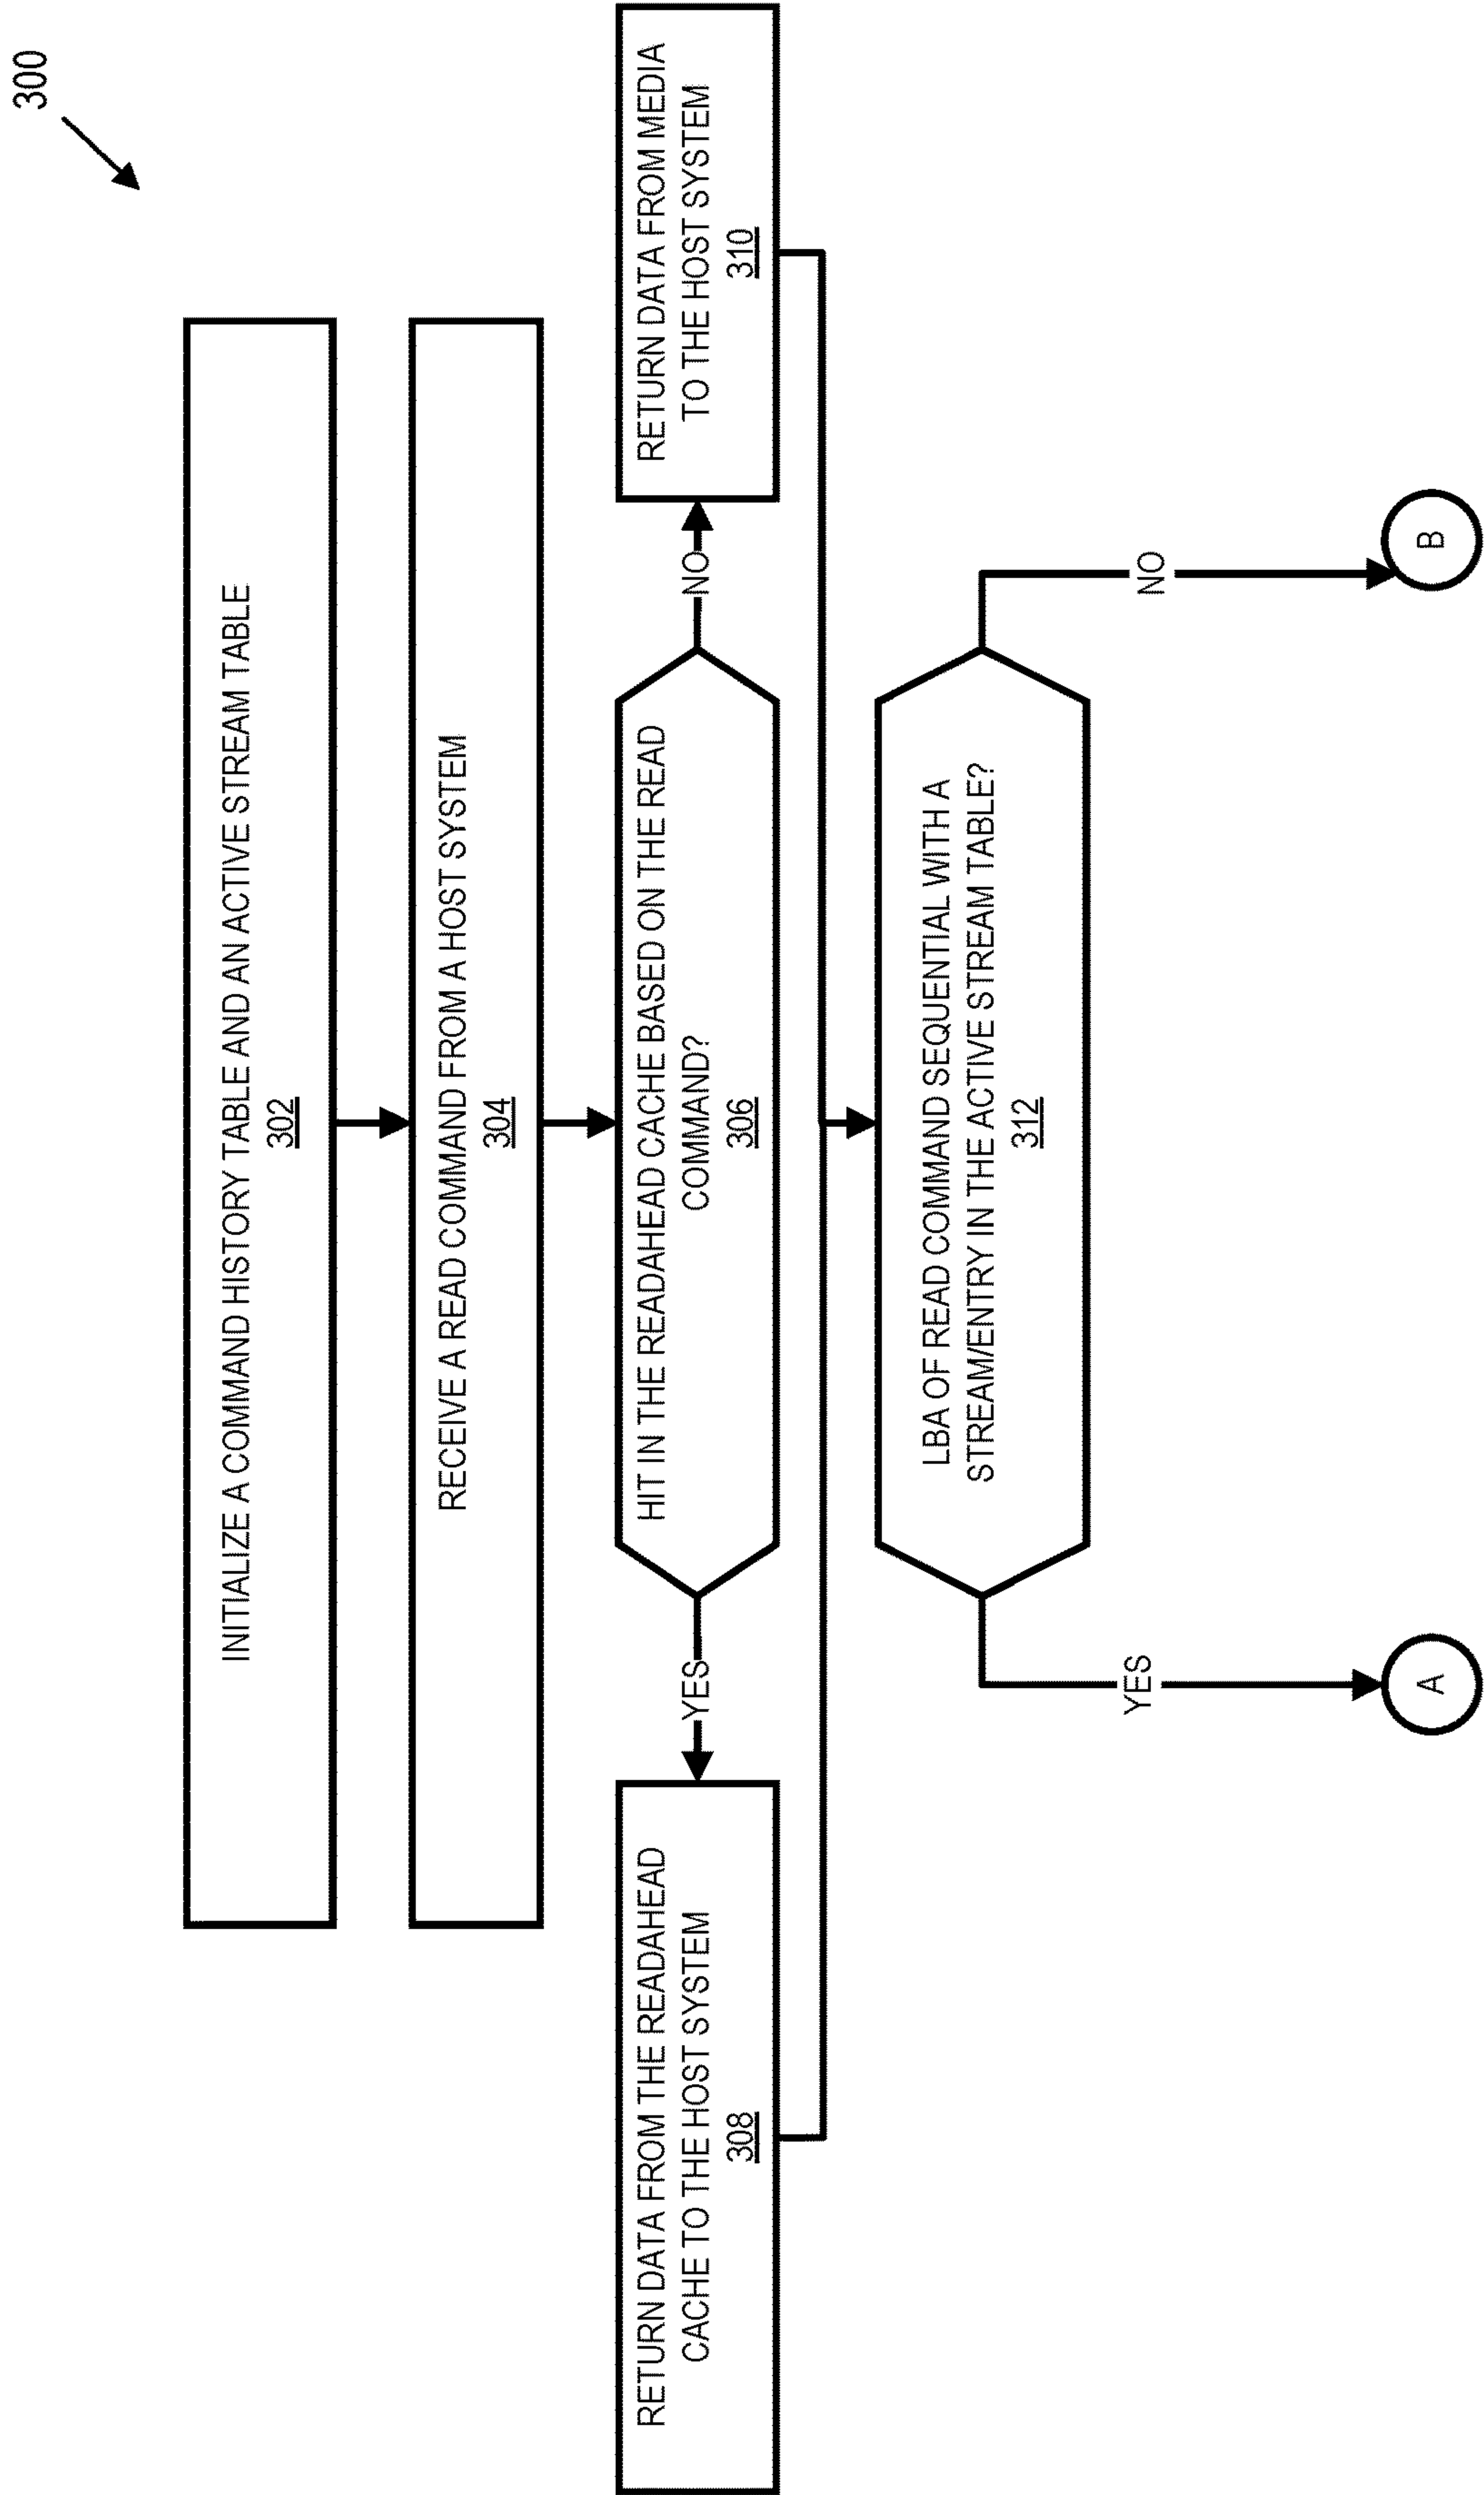 300
INITIALIZE A COMMAND HISTORY TABLE AND AN ACTIVE STREAM TABLE
302
RECEIVE A READ COMMAND FROM A HOST SYSTEM
304
HIT IN THE READAHEAD CACHE BASED ON THE READ
COMMAND?
306
YES
NO
RETURN DATA FROM THE READAHEAD
CACHE TO THE HOST SYSTEM
308
RETURN DATA FROM MEDIA
TO THE HOST SYSTEM
310
LBA OF READ COMMAND SEQUENTIAL WITH A
STREAM/ENTRY IN THE ACTIVE STREAM TABLE?
312
YES
NO
A
B